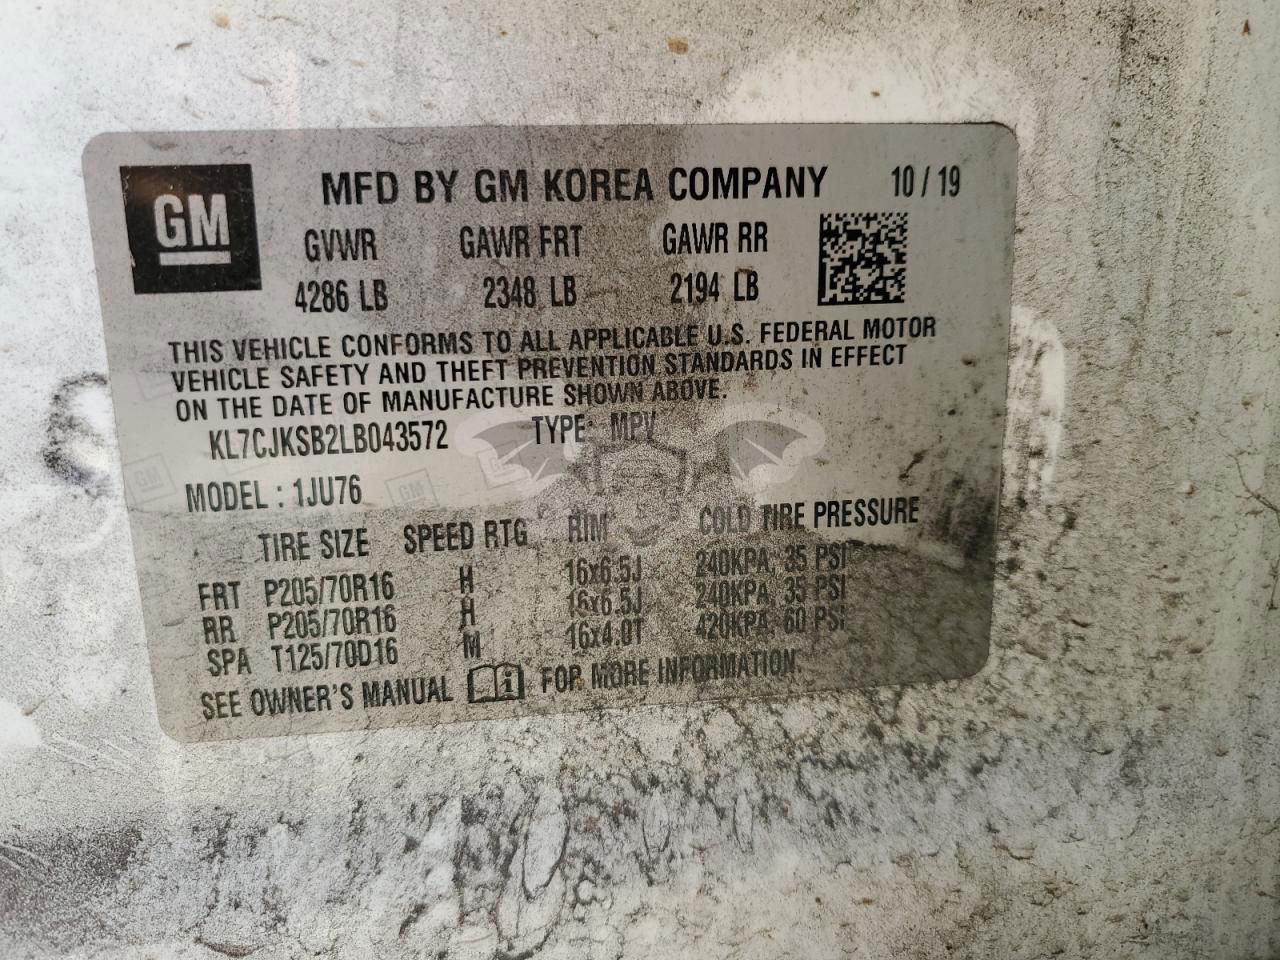 GM
MFD BY GM KOREA COMPANY 10 / 19
GVWR GAWR FRT GAWR RR
4286 LB 2348 LB 2194 LB
THIS VEHICLE CONFORMS TO ALL APPLICABLE U.S. FEDERAL MOTOR
VEHICLE SAFETY AND THEFT PREVENTION STANDARDS IN EFFECT
ON THE DATE OF MANUFACTURE SHOWN ABOVE.
KL7CJKSB2LB043572 TYPE: MPV
MODEL : 1JU76
TIRE SIZE SPEED RTG RIM COLD TIRE PRESSURE
FRT P205/70R16 H 16x6.5J 240KPA, 35 PSI
RR P205/70R16 H 16x6.5J 240KPA, 35 PSI
SPA T125/70D16 M 16x4.0T 420KPA, 60 PSI
SEE OWNER'S MANUAL FOR MORE INFORMATION.